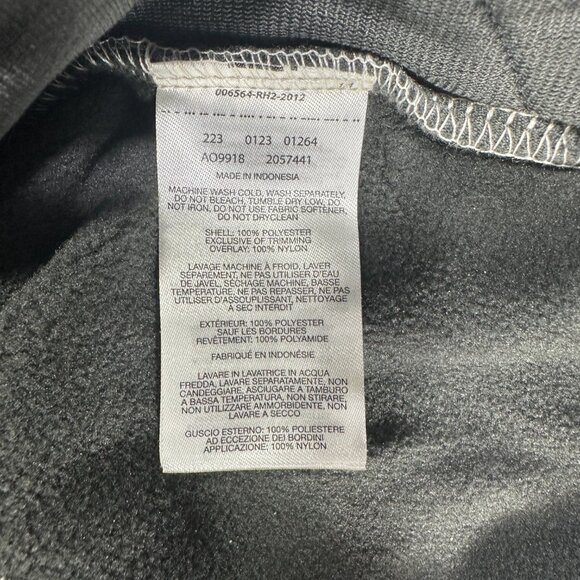 006564-RH2-2012
223 0123 01264
AO9918 2057441
MADE IN INDONESIA
MACHINE WASH COLD, WASH SEPARATELY,
DO NOT BLEACH, TUMBLE DRY LOW, DO
NOT IRON, DO NOT USE FABRIC SOFTENER,
DO NOT DRYCLEAN
SHELL: 100% POLYESTER
EXCLUSIVE OF TRIMMING
OVERLAY: 100% NYLON
LAVAGE MACHINE À FROID, LAVER
SÉPARÉMENT, NE PAS UTILISER D'EAU
DE JAVEL, SÉCHAGE MACHINE, BASSE
TEMPÉRATURE, NE PAS REPASSER, NE PAS
UTILISER D'ASSOUPLISSANT, NETTOYAGE
À SEC INTERDIT
EXTÉRIEUR: 100% POLYESTER
SAUF LES BORDURES
REVÊTEMENT: 100% POLYAMIDE
FABRIQUÉ EN INDONÉSIE
LAVARE IN LAVATRICE IN ACQUA
FREDDA, LAVARE SEPARATAMENTE, NON
CANDEGGIARE, ASCIUGARE A TAMBURO
A BASSA TEMPERATURA, NON STIRARE,
NON UTILIZZARE AMMORBIDENTE, NON
LAVARE A SECCO
GUSCIO ESTERNO: 100% POLIESTERE
AD ECCEZIONE DEI BORDINI
APPLICAZIONI: 100% NYLON